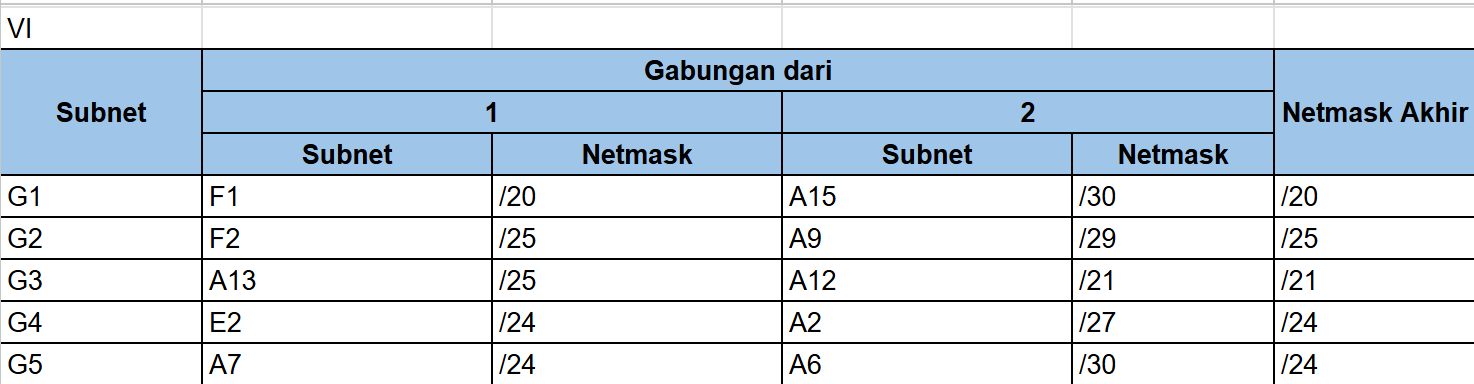 VI
Subnet Gabungan dari Netmask Akhir
1 2
Subnet Netmask Subnet Netmask
G1 F1 /20 A15 /30 /20
G2 F2 /25 A9 /29 /25
G3 A13 /25 A12 /21 /21
G4 E2 /24 A2 /27 /24
G5 A7 /24 A6 /30 /24